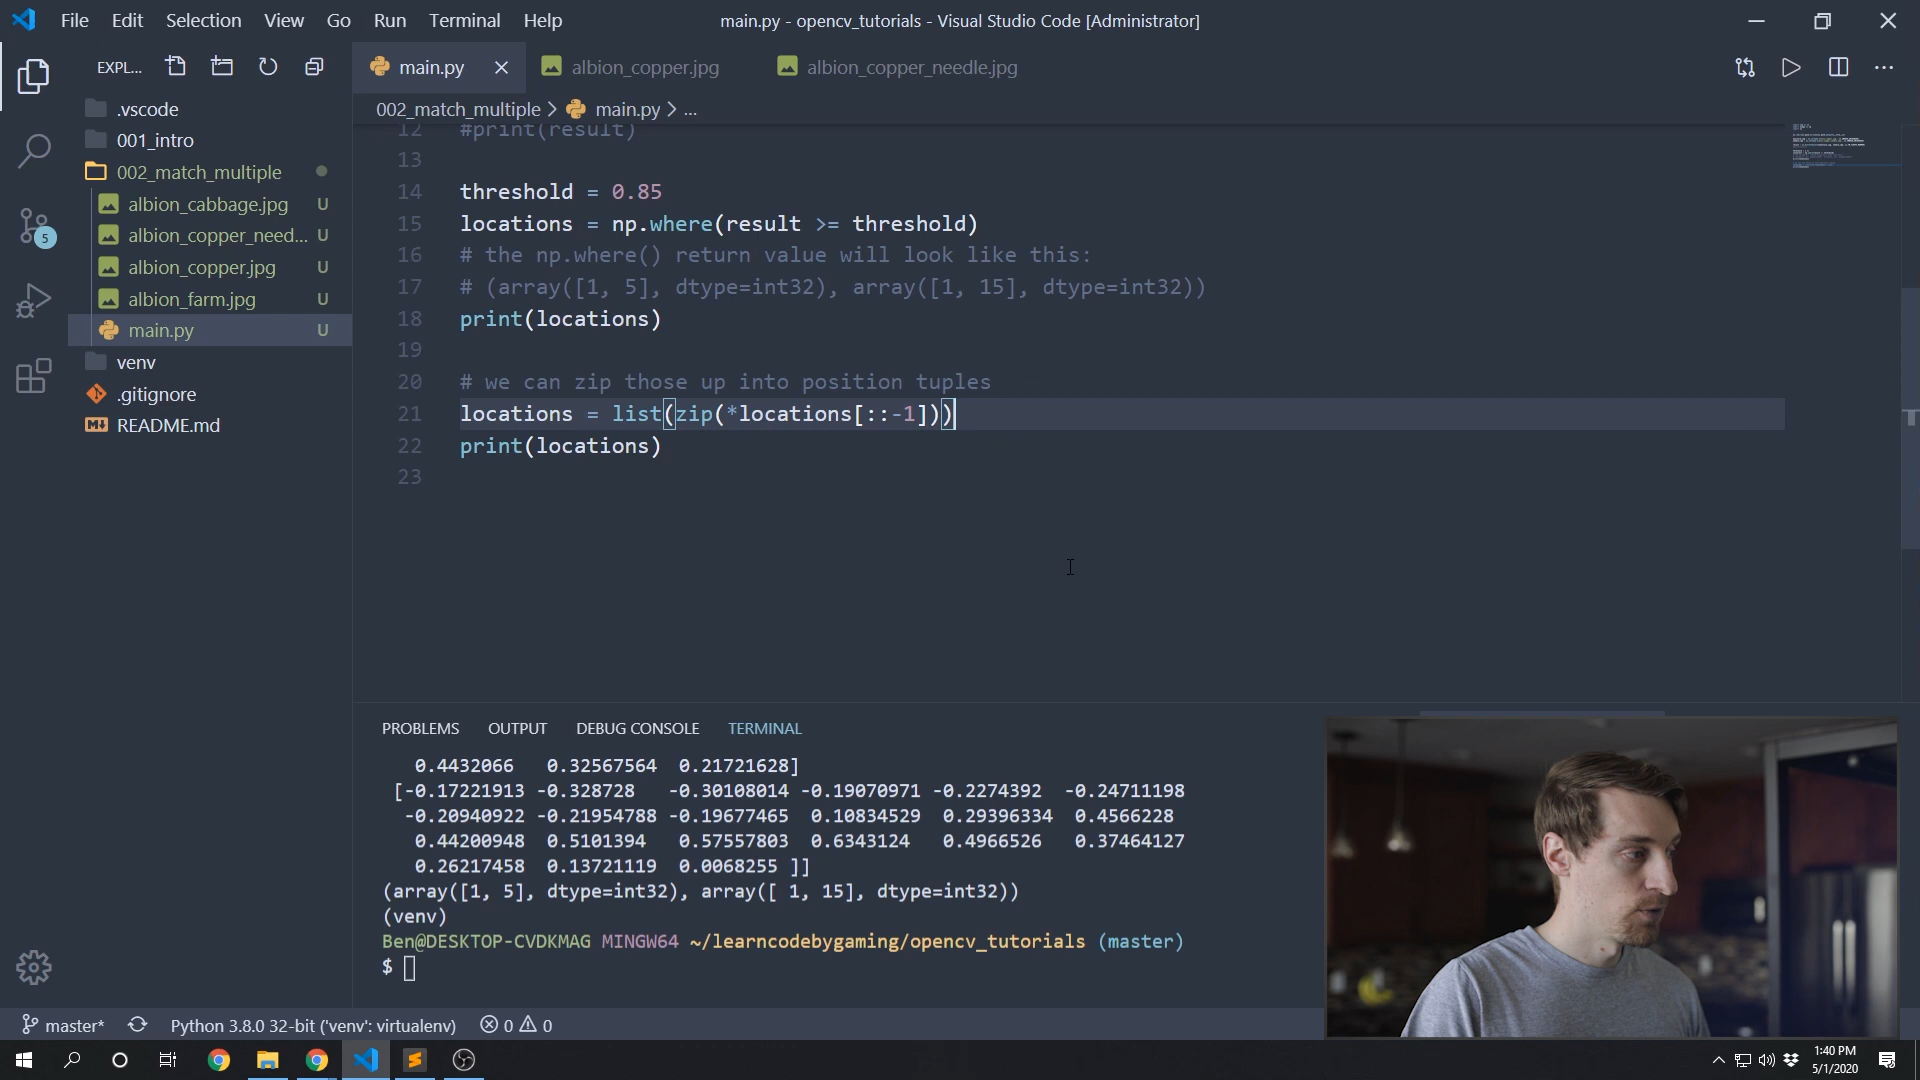 File Edit Selection View Go Run Terminal Help
main.py - opencv_tutorials - Visual Studio Code [Administrator]
EXPL...
main.py
albion_copper.jpg
albion_copper_needle.jpg
002_match_multiple > main.py > ...
.vscode
001_intro
002_match_multiple
albion_cabbage.jpg U
albion_copper_need... U
albion_copper.jpg U
albion_farm.jpg U
main.py U
venv
.gitignore
README.md
5
12 #print(result)
13
14 threshold = 0.85
15 locations = np.where(result >= threshold)
16 # the np.where() return value will look like this:
17 # (array([1, 5], dtype=int32), array([1, 15], dtype=int32))
18 print(locations)
19
20 # we can zip those up into position tuples
21 locations = list(zip(*locations[::-1]))
22 print(locations)
23
PROBLEMS OUTPUT DEBUG CONSOLE TERMINAL
0.4432066 0.32567564 0.21721628]
[-0.17221913 -0.328728 -0.30108014 -0.19070971 -0.2274392 -0.24711198
-0.20940922 -0.21954788 -0.19677465 0.10834529 0.29396334 0.4566228
0.44200948 0.5101394 0.57557803 0.6343124 0.4966526 0.37464127
0.26217458 0.13721119 0.0068255 ]]
(array([1, 5], dtype=int32), array([ 1, 15], dtype=int32))
(venv)
Ben@DESKTOP-CVDKMAG MINGW64 ~/learncodebygaming/opencv_tutorials (master)
$
master* Python 3.8.0 32-bit ('venv': virtualenv) 0 0
1:40 PM
5/1/2020